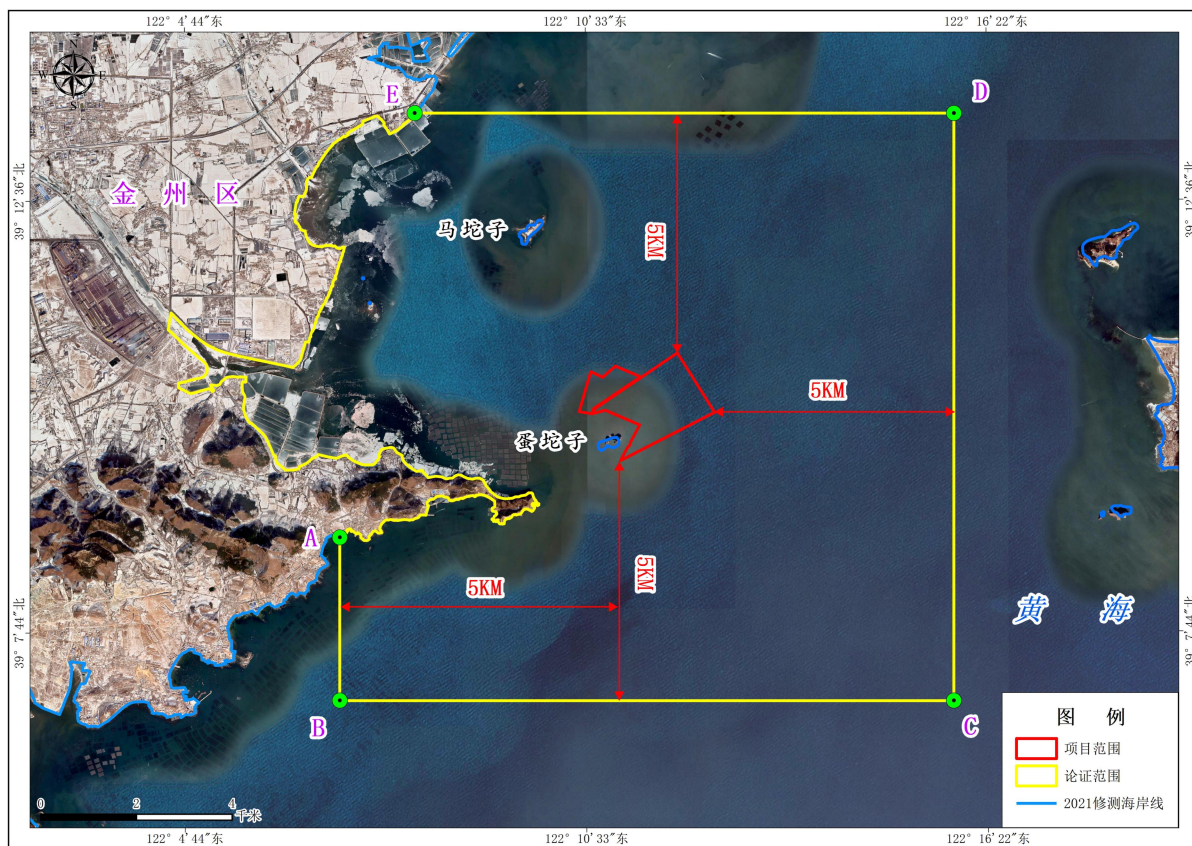 122° 4'44"东
122° 10'33"东
122° 16'22"东
N
W
E
S
E
D
39° 12'36"北
39° 12'36"北
金州区
马坨子
5KM
5KM
蛋坨子
A
5KM
5KM
39° 7'44"北
39° 7'44"北
黄海
B
C
图 例
项目范围
论证范围
2021修测海岸线
0 2 4
千米
122° 4'44"东
122° 10'33"东
122° 16'22"东